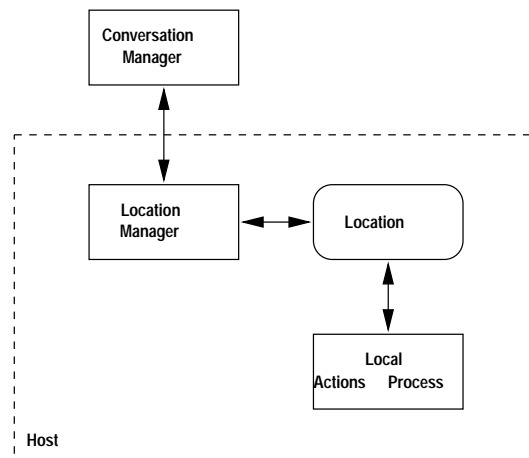 Conversation
Manager
Location
Manager
Location
Local
Actions Process
Host